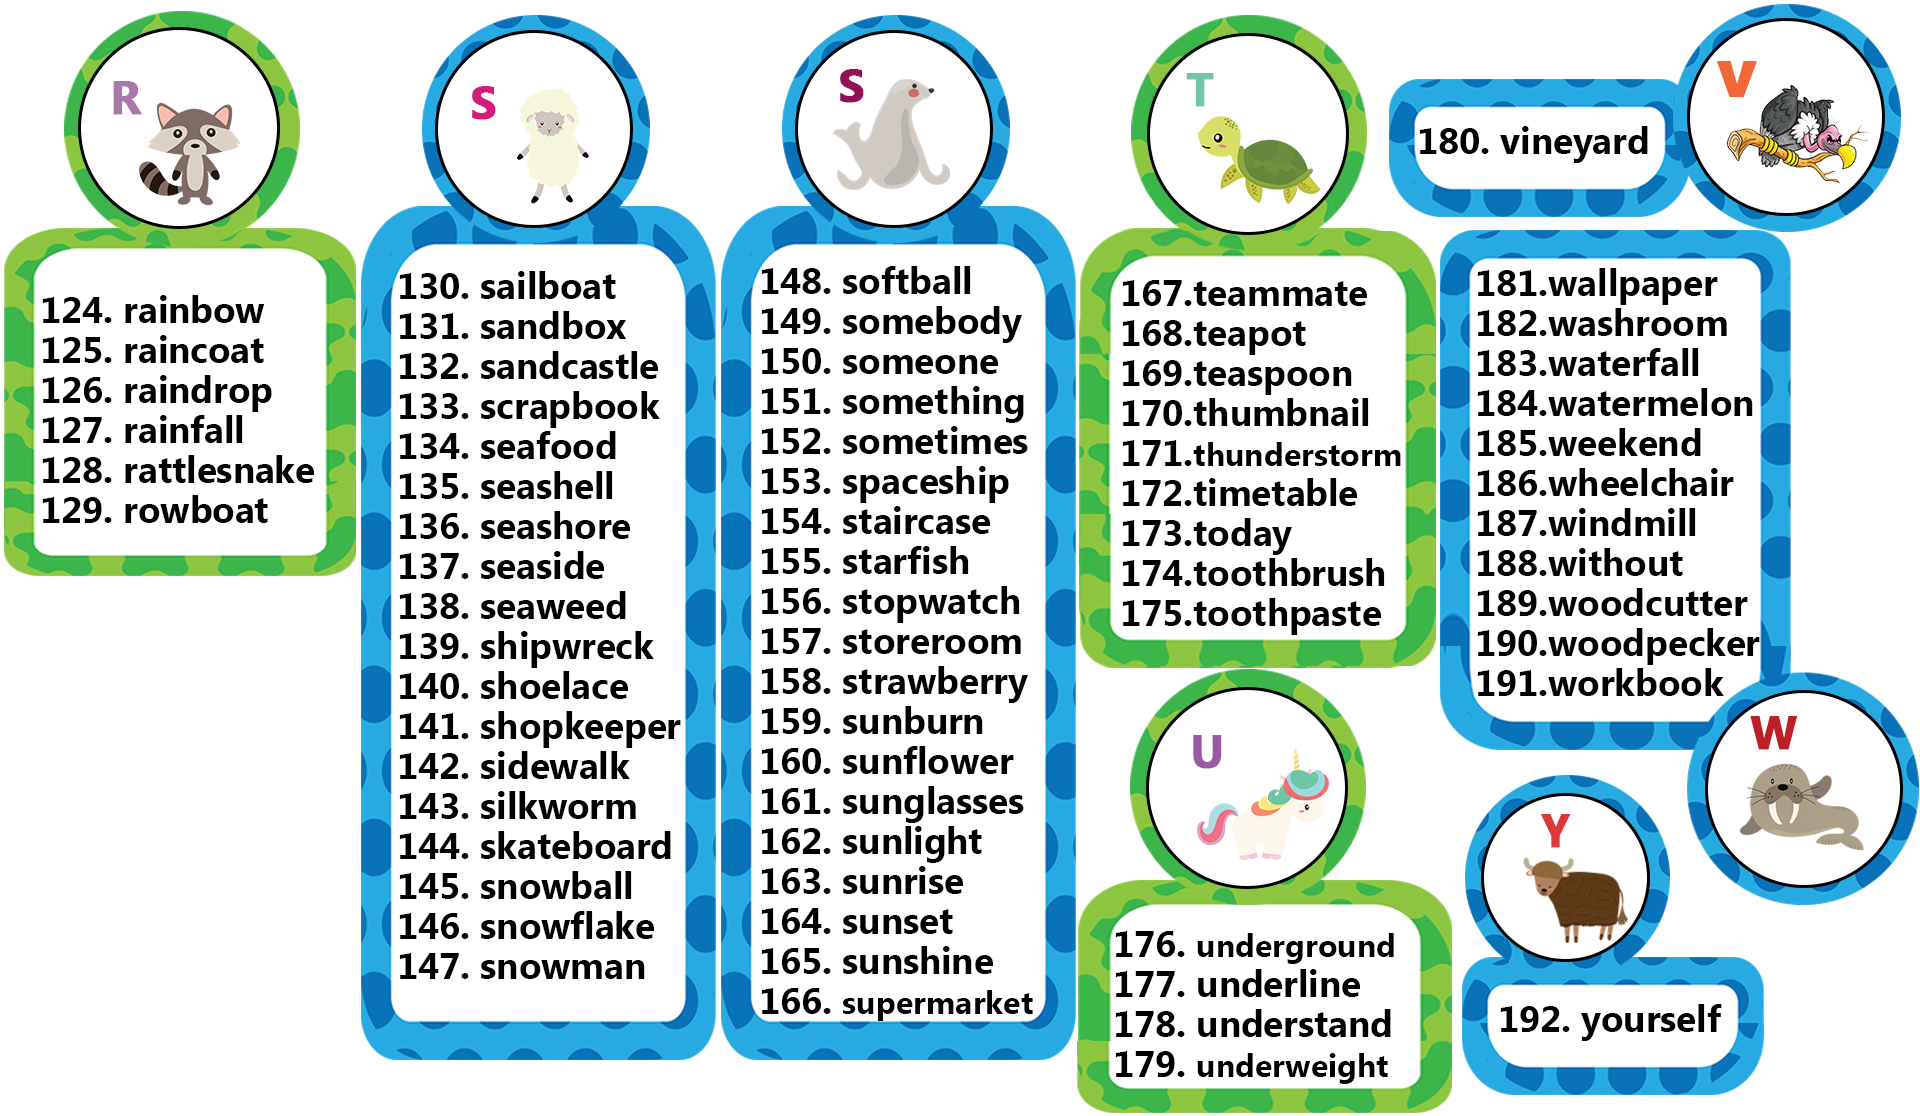 R
124. rainbow
125. raincoat
126. raindrop
127. rainfall
128. rattlesnake
129. rowboat
S
130. sailboat
131. sandbox
132. sandcastle
133. scrapbook
134. seafood
135. seashell
136. seashore
137. seaside
138. seaweed
139. shipwreck
140. shoelace
141. shopkeeper
142. sidewalk
143. silkworm
144. skateboard
145. snowball
146. snowflake
147. snowman
S
148. softball
149. somebody
150. someone
151. something
152. sometimes
153. spaceship
154. staircase
155. starfish
156. stopwatch
157. storeroom
158. strawberry
159. sunburn
160. sunflower
161. sunglasses
162. sunlight
163. sunrise
164. sunset
165. sunshine
166. supermarket
T
167.teammate
168.teapot
169.teaspoon
170.thumbnail
171.thunderstorm
172.timetable
173.today
174.toothbrush
175.toothpaste
U
176. underground
177. underline
178. understand
179. underweight
V
180. vineyard
181.wallpaper
182.washroom
183.waterfall
184.watermelon
185.weekend
186.wheelchair
187.windmill
188.without
189.woodcutter
190.woodpecker
191.workbook
W
Y
192. yourself